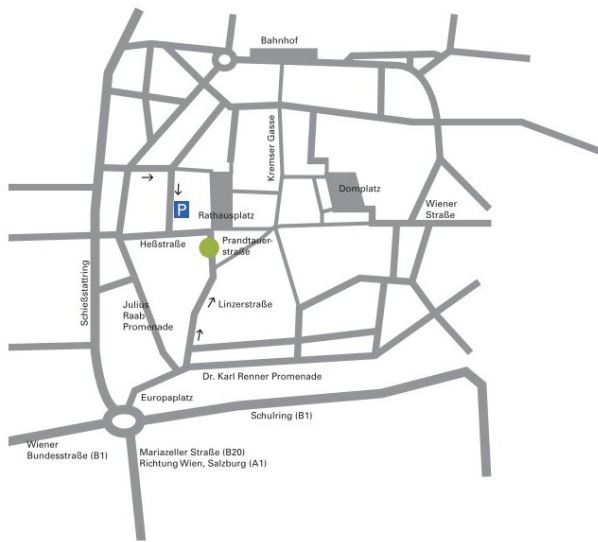 Bahnhof
Kremser Gasse
Domplatz
P
Rathausplatz
Wiener
Straße
Heßstraße
Prandtauer-
straße
Schießstattring
Julius
Raab
Promenade
Linzerstraße
Dr. Karl Renner Promenade
Europaplatz
Schulring (B1)
Wiener
Bundesstraße (B1)
Mariazeller Straße (B20)
Richtung Wien, Salzburg (A1)